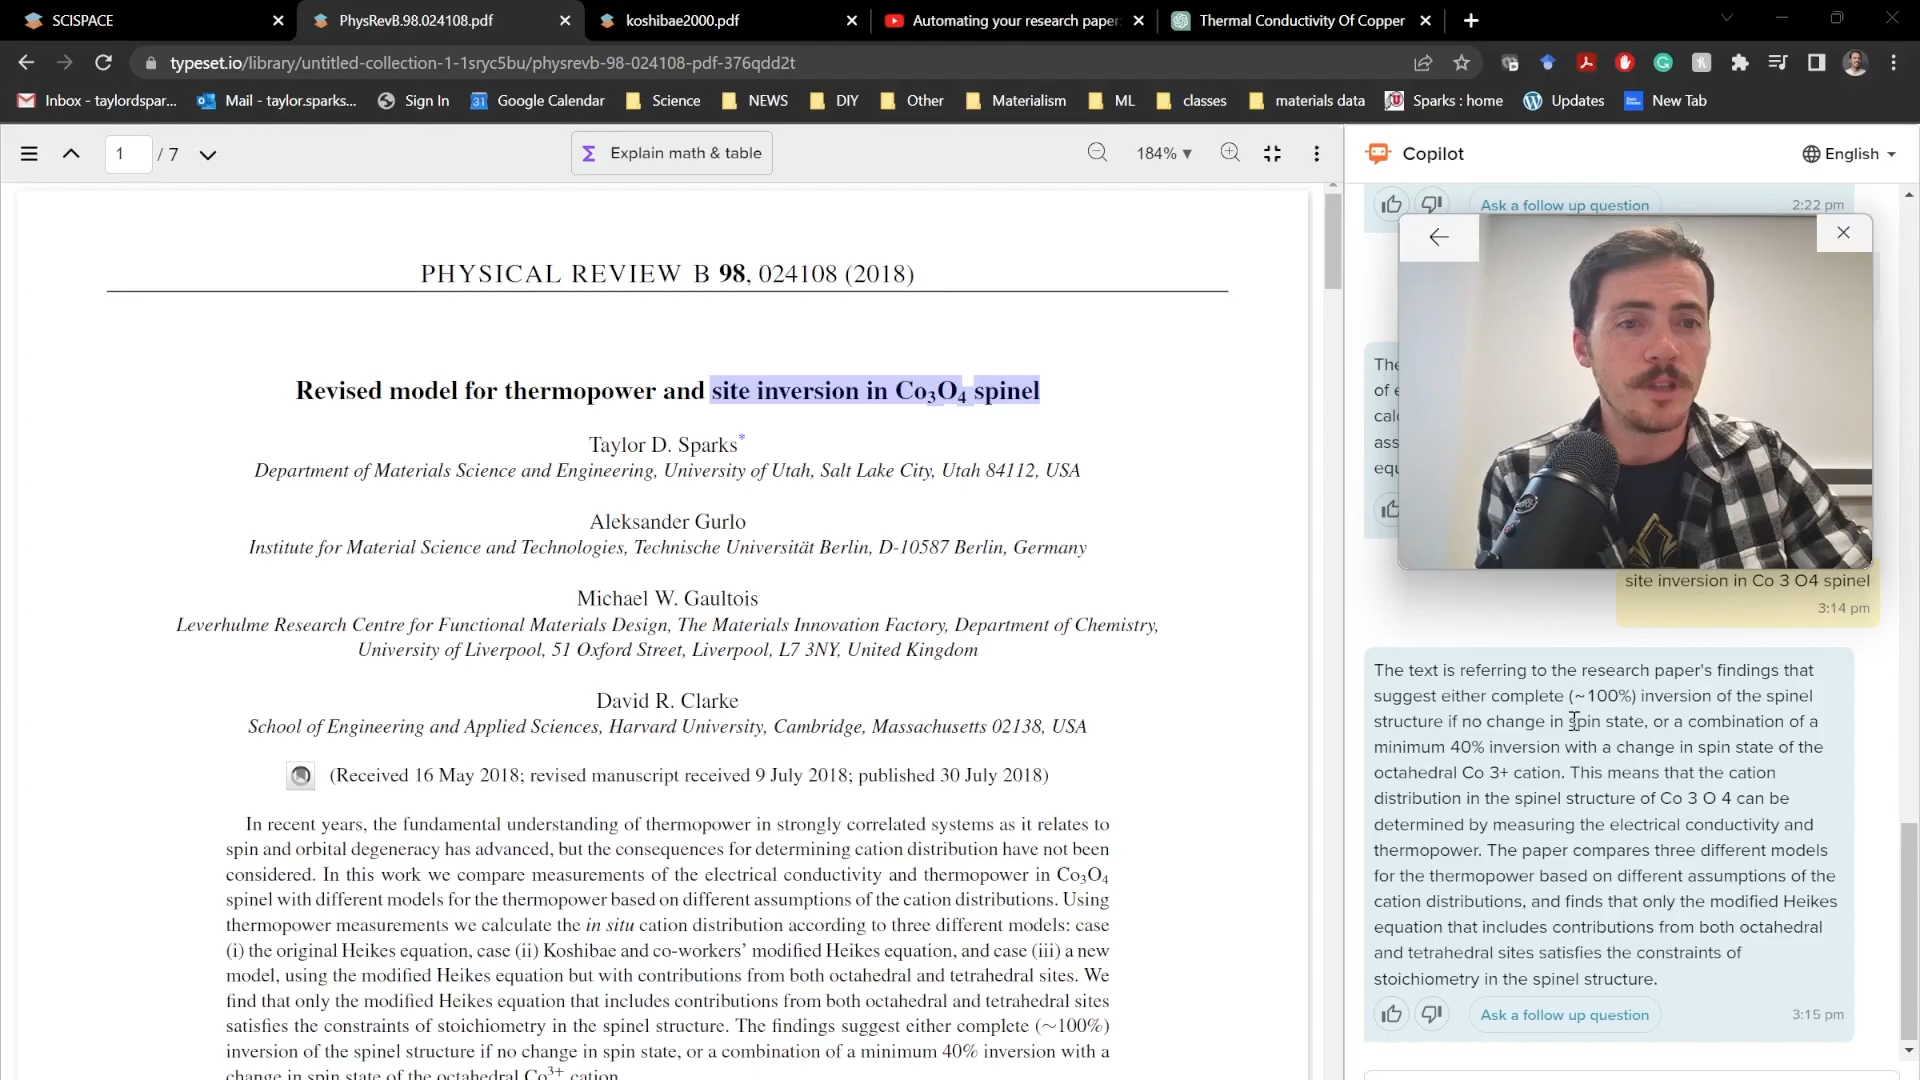 SCISPACE
PhysRevB.98.024108.pdf
koshibae2000.pdf
Automating your research paper
Thermal Conductivity Of Copper
typeset.io/library/untitled-collection-1-1sryc5bu/physrevb-98-024108-pdf-376qdd2t
Inbox - taylordspar...
Mail - taylor.sparks...
Sign In
Google Calendar
Science
NEWS
DIY
Other
Materialism
ML
classes
materials data
Sparks : home
Updates
New Tab
1 / 7
Σ Explain math & table
184%
Copilot
English
PHYSICAL REVIEW B 98, 024108 (2018)
Revised model for thermopower and site inversion in Co3O4 spinel
Taylor D. Sparks*
Department of Materials Science and Engineering, University of Utah, Salt Lake City, Utah 84112, USA
Aleksander Gurlo
Institute for Material Science and Technologies, Technische Universität Berlin, D-10587 Berlin, Germany
Michael W. Gaultois
Leverhulme Research Centre for Functional Materials Design, The Materials Innovation Factory, Department of Chemistry,
University of Liverpool, 51 Oxford Street, Liverpool, L7 3NY, United Kingdom
David R. Clarke
School of Engineering and Applied Sciences, Harvard University, Cambridge, Massachusetts 02138, USA
(Received 16 May 2018; revised manuscript received 9 July 2018; published 30 July 2018)
In recent years, the fundamental understanding of thermopower in strongly correlated systems as it relates to
spin and orbital degeneracy has advanced, but the consequences for determining cation distribution have not been
considered. In this work we compare measurements of the electrical conductivity and thermopower in Co3O4
spinel with different models for the thermopower based on different assumptions of the cation distributions. Using
thermopower measurements we calculate the in situ cation distribution according to three different models: case
(i) the original Heikes equation, case (ii) Koshibae and co-workers' modified Heikes equation, and case (iii) a new
model, using the modified Heikes equation but with contributions from both octahedral and tetrahedral sites. We
find that only the modified Heikes equation that includes contributions from both octahedral and tetrahedral sites
satisfies the constraints of stoichiometry in the spinel structure. The findings suggest either complete (∼100%)
inversion of the spinel structure if no change in spin state, or a combination of a minimum 40% inversion with a
change in spin state of the octahedral Co3+ cation.
Ask a follow up question
2:22 pm
The
of e
calc
ass
equ
site inversion in Co 3 O4 spinel
3:14 pm
The text is referring to the research paper's findings that
suggest either complete (~100%) inversion of the spinel
structure if no change in spin state, or a combination of a
minimum 40% inversion with a change in spin state of the
octahedral Co 3+ cation. This means that the cation
distribution in the spinel structure of Co 3 O 4 can be
determined by measuring the electrical conductivity and
thermopower. The paper compares three different models
for the thermopower based on different assumptions of the
cation distributions, and finds that only the modified Heikes
equation that includes contributions from both octahedral
and tetrahedral sites satisfies the constraints of
stoichiometry in the spinel structure.
Ask a follow up question
3:15 pm